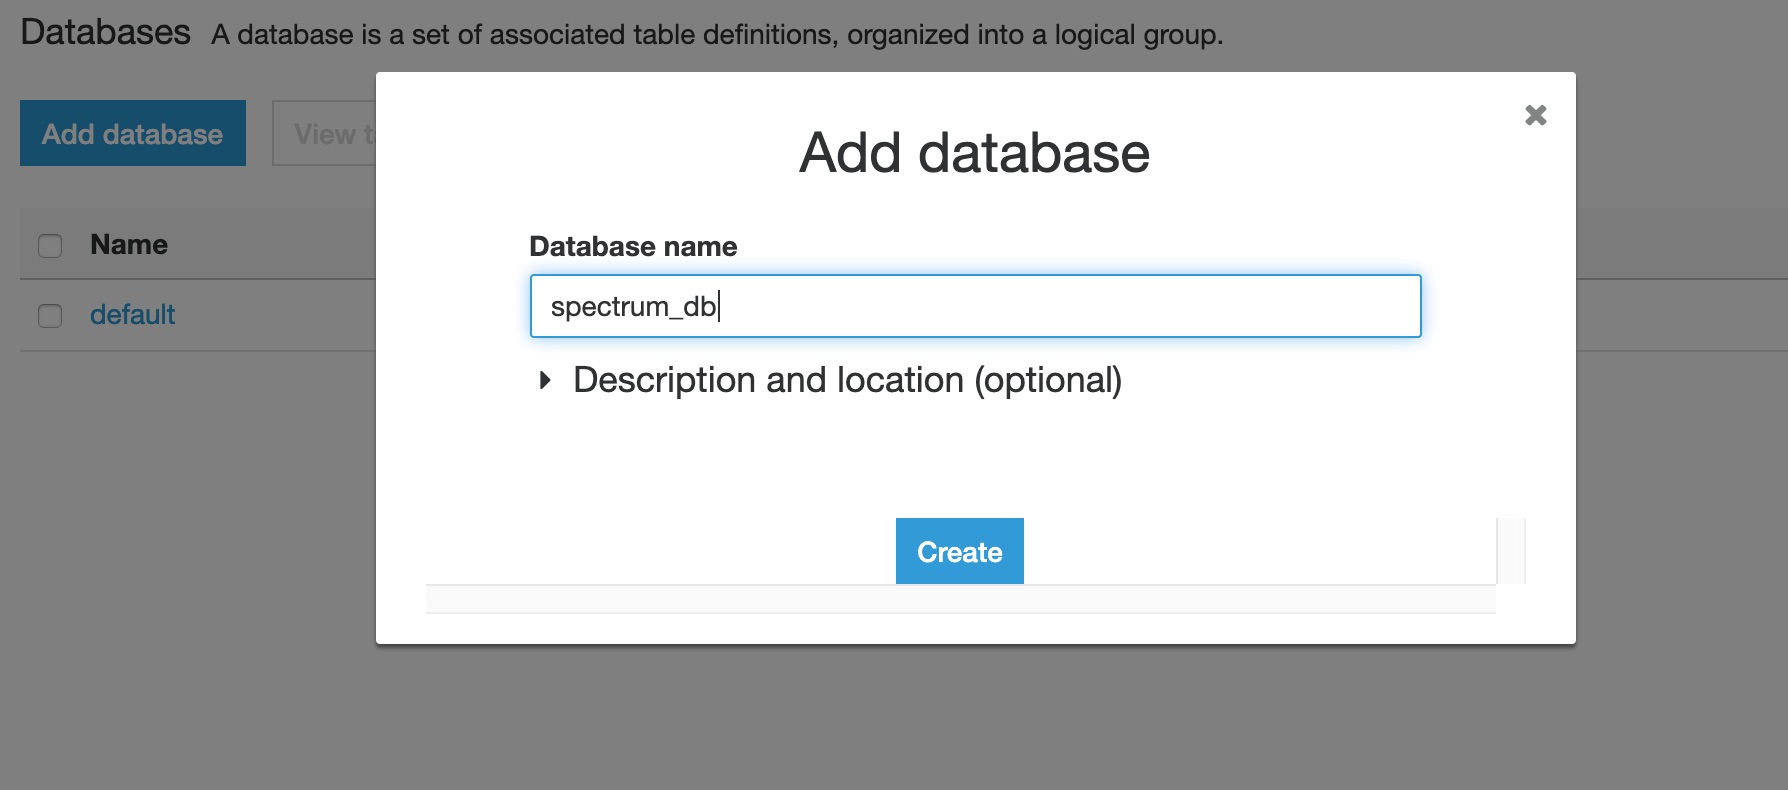 Databases A database is a set of associated table definitions, organized into a logical group.
Add database
View t
Name
default
Add database
Database name
spectrum_db
Description and location (optional)
Create